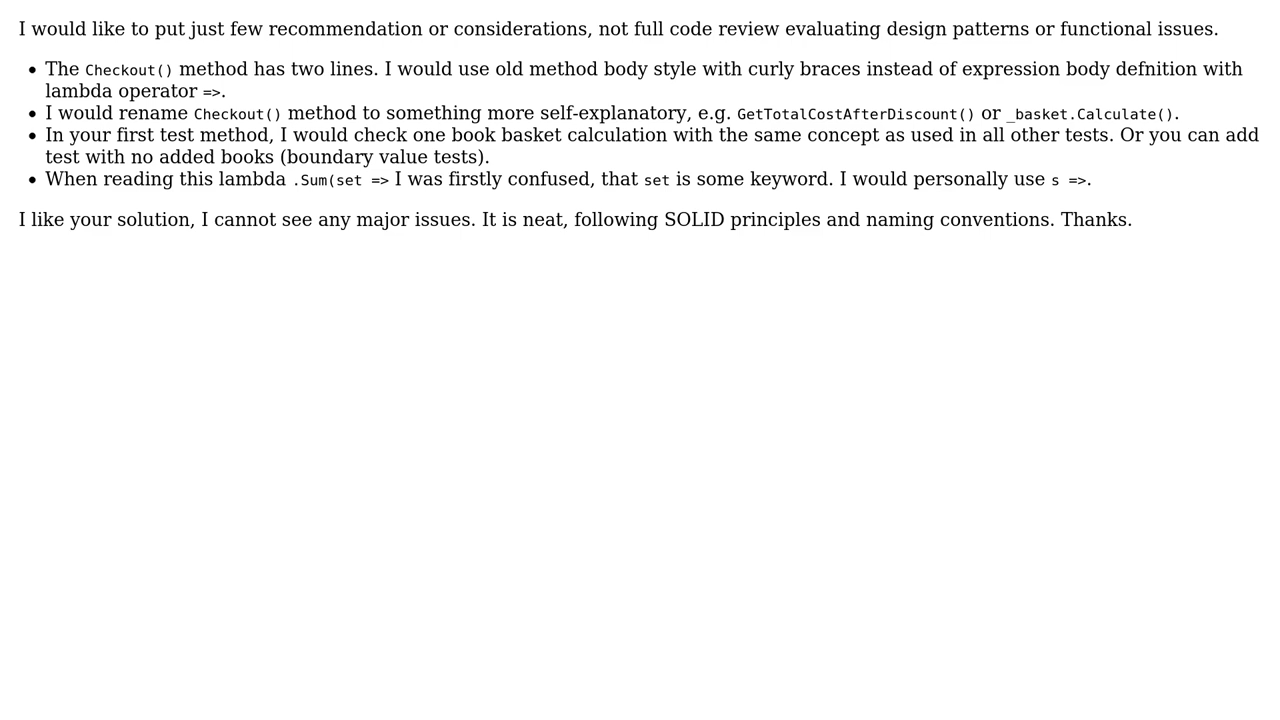 I would like to put just few recommendation or considerations, not full code review evaluating design patterns or functional issues.
• The Checkout() method has two lines. I would use old method body style with curly braces instead of expression body defnition with
lambda operator =>.
• I would rename Checkout() method to something more self-explanatory, e.g. GetTotalCostAfterDiscount() or _basket.Calculate().
• In your first test method, I would check one book basket calculation with the same concept as used in all other tests. Or you can add
test with no added books (boundary value tests).
• When reading this lambda .Sum(set => I was firstly confused, that set is some keyword. I would personally use s =>.
I like your solution, I cannot see any major issues. It is neat, following SOLID principles and naming conventions. Thanks.